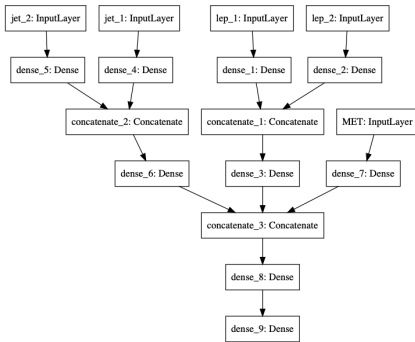 jet_2: InputLayer
jet_1: InputLayer
lep_1: InputLayer
lep_2: InputLayer
dense_5: Dense
dense_4: Dense
dense_1: Dense
dense_2: Dense
concatenate_2: Concatenate
concatenate_1: Concatenate
MET: InputLayer
dense_6: Dense
dense_3: Dense
dense_7: Dense
concatenate_3: Concatenate
dense_8: Dense
dense_9: Dense